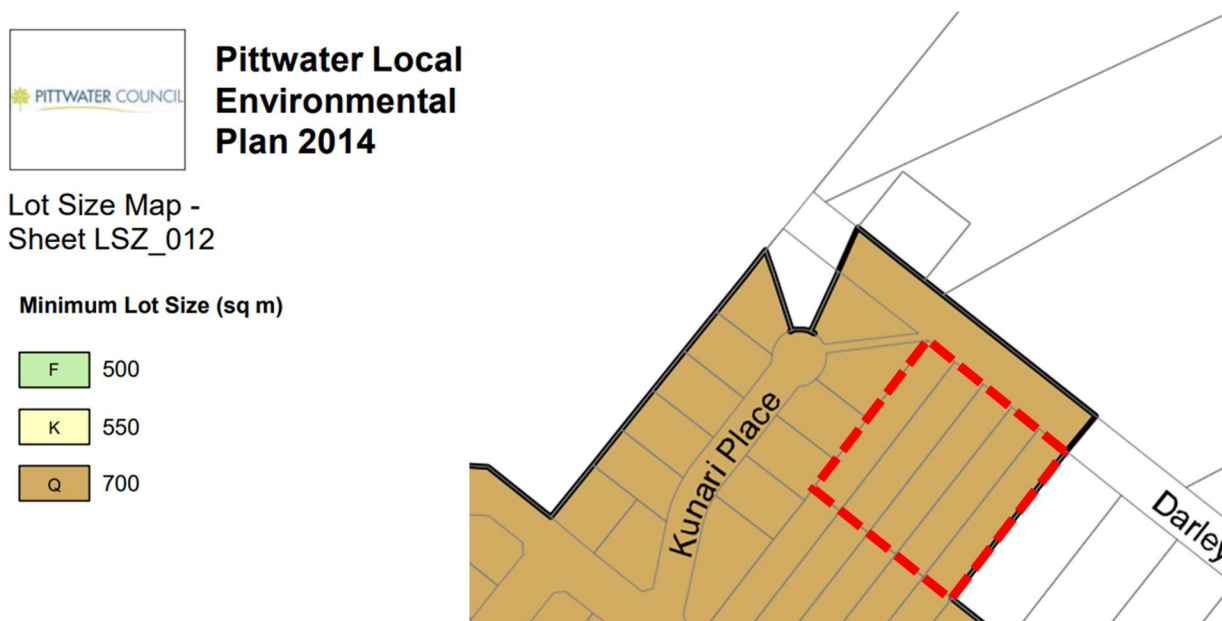 PITTWATER COUNCIL
Pittwater Local
Environmental
Plan 2014
Lot Size Map -
Sheet LSZ_012
Minimum Lot Size (sq m)
F 500
K 550
Q 700
Kunari Place
Darley